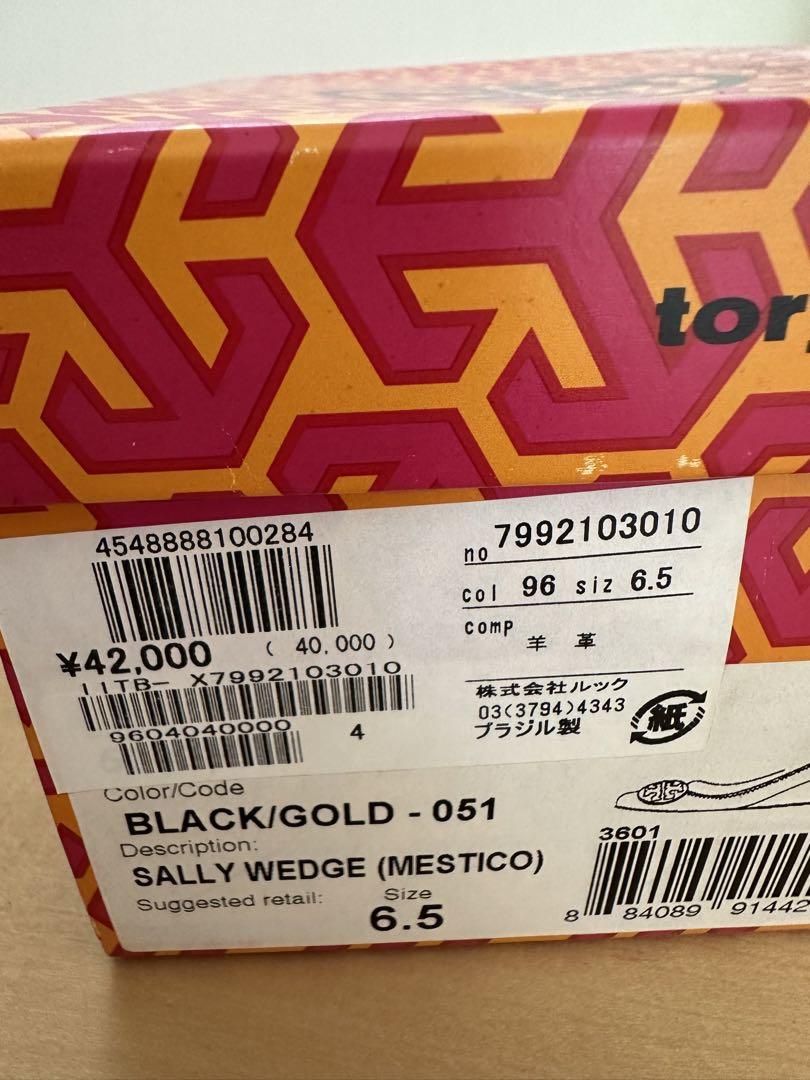 tory
4548888100284
¥42,000 ( 40,000 )
11TB- X7992103010
9604040000 4
no 7992103010
col 96 siz 6.5
comp
羊 革
株式会社ルック
03(3794)4343
ブラジル製
紙
Color/Code
BLACK/GOLD - 051
Description:
SALLY WEDGE (MESTICO)
Suggested retail:
Size
6.5
3601
8 84089 91442